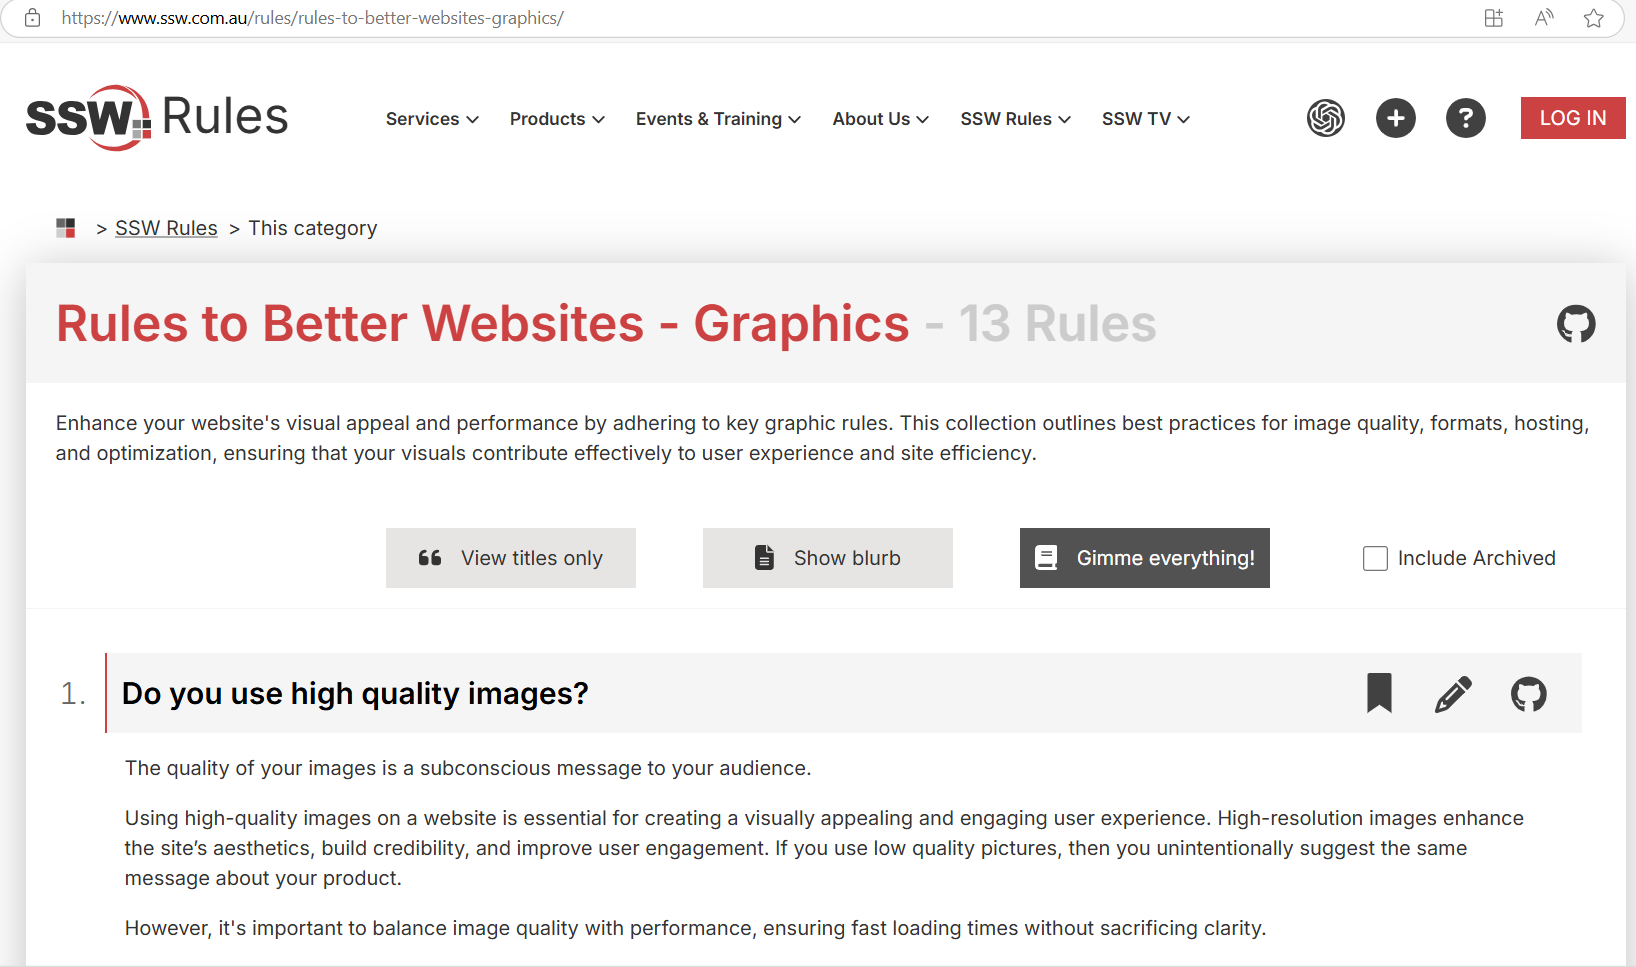 https://www.ssw.com.au/rules/rules-to-better-websites-graphics/
SSW Rules
Services
Products
Events & Training
About Us
SSW Rules
SSW TV
LOG IN
> SSW Rules > This category
Rules to Better Websites - Graphics - 13 Rules
Enhance your website's visual appeal and performance by adhering to key graphic rules. This collection outlines best practices for image quality, formats, hosting,
and optimization, ensuring that your visuals contribute effectively to user experience and site efficiency.
View titles only
Show blurb
Gimme everything!
Include Archived
1. Do you use high quality images?
The quality of your images is a subconscious message to your audience.
Using high-quality images on a website is essential for creating a visually appealing and engaging user experience. High-resolution images enhance
the site’s aesthetics, build credibility, and improve user engagement. If you use low quality pictures, then you unintentionally suggest the same
message about your product.
However, it's important to balance image quality with performance, ensuring fast loading times without sacrificing clarity.